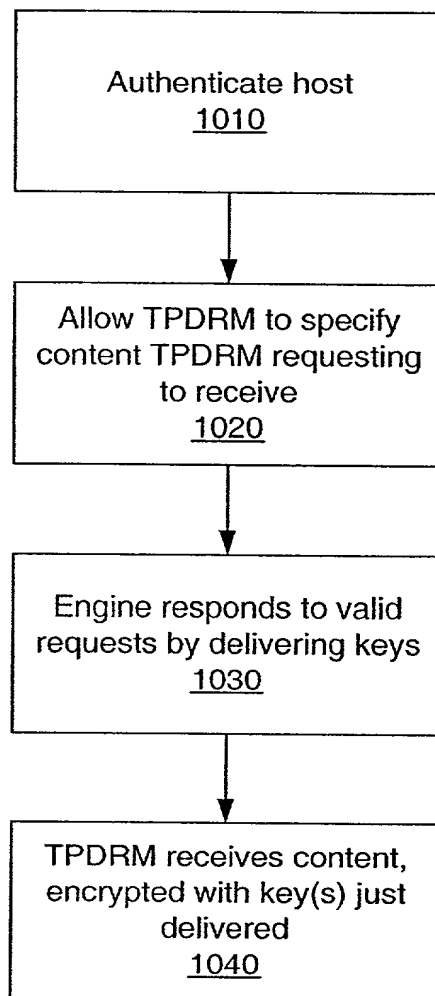 Authenticate host
1010
Allow TPDRM to specify
content TPDRM requesting
to receive
1020
Engine responds to valid
requests by delivering keys
1030
TPDRM receives content,
encrypted with key(s) just
delivered
1040